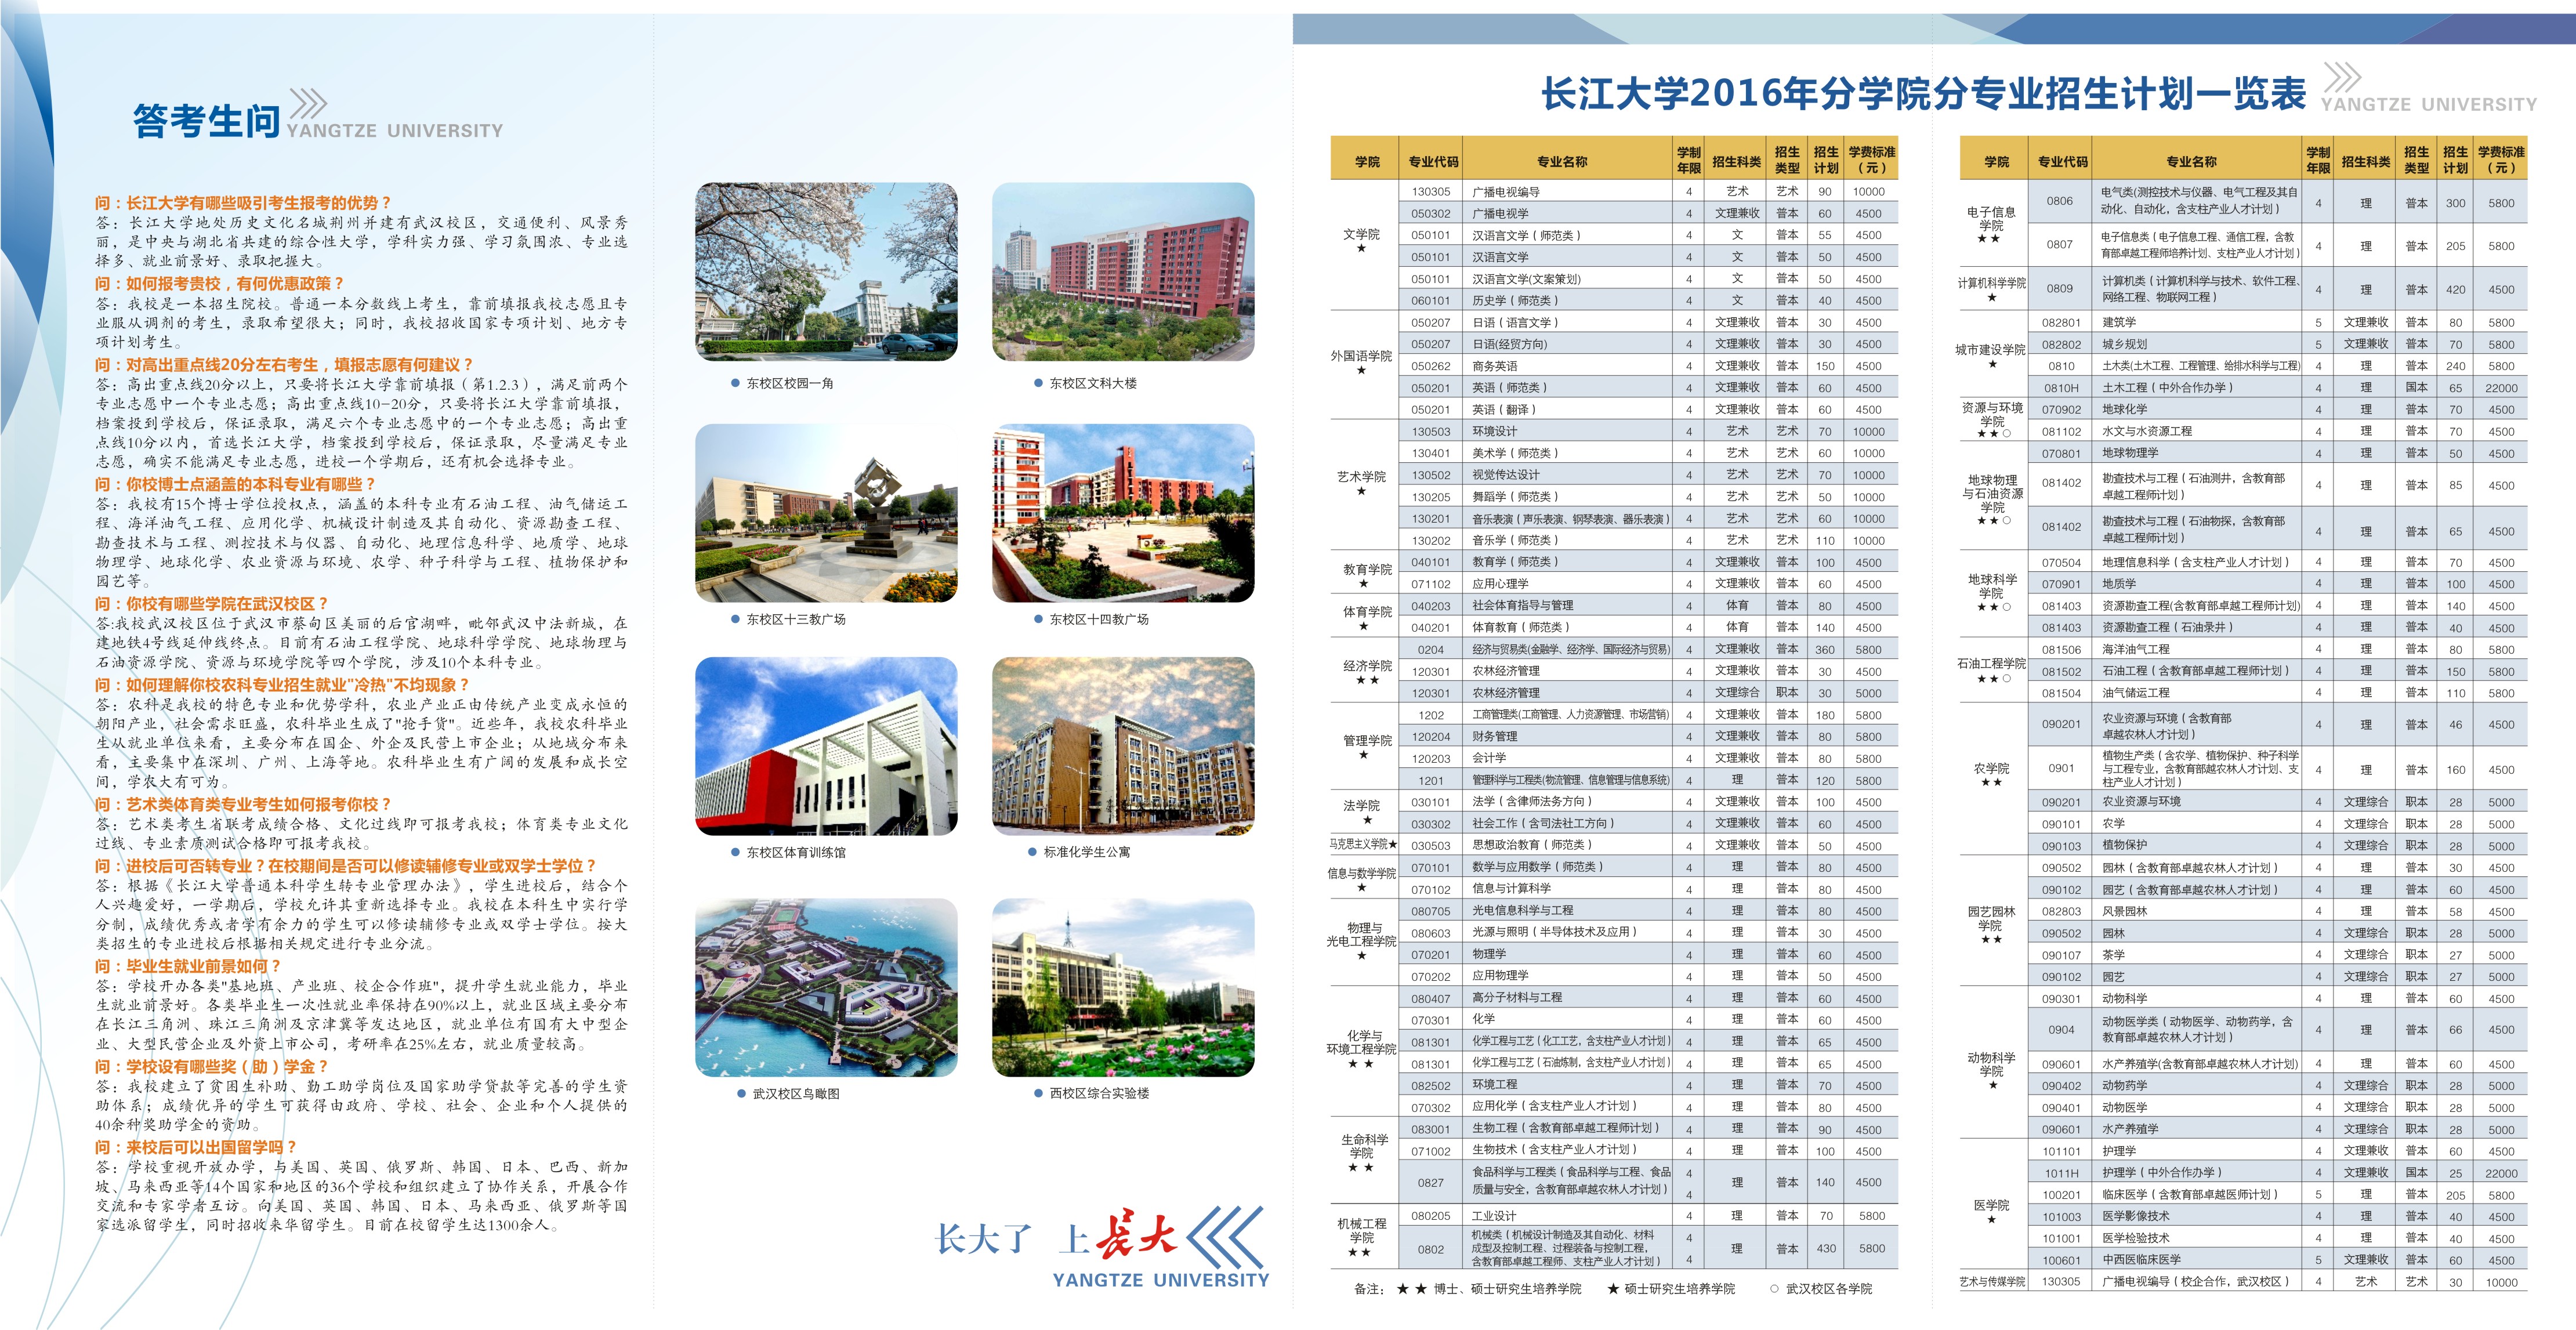 答考生问
YANGTZE UNIVERSITY
问：长江大学有哪些吸引考生报考的优势？
答：长江大学地处历史文化名城荆州并建有武汉校区，交通便利、风景秀
丽，是中央与湖北省共建的综合性大学，学科实力强、学习氛围浓、专业选
择多、就业前景好、录取把握大。
问：如何报考贵校，有何优惠政策？
答：我校是一本招生院校。普通一本分数线上考生，靠前填报我校志愿且专
业服从调剂的考生，录取希望很大；同时，我校招收国家专项计划、地方专
项计划考生。
问：对高出重点线20分左右考生，填报志愿有何建议？
答：高出重点线20分以上，只要将长江大学靠前填报（第1.2.3），满足前两个
专业志愿中一个专业志愿；高出重点线10-20分，只要将长江大学靠前填报，
档案投到学校后，保证录取，满足六个专业志愿中的一个专业志愿；高出重
点线10分以内，首选长江大学，档案投到学校后，保证录取，尽量满足专业
志愿，确实不能满足专业志愿，进校一个学期后，还有机会选择专业。
问：你校博士点涵盖的本科专业有哪些？
答：我校有15个博士学位授权点，涵盖的本科专业有石油工程、油气储运工
程、海洋油气工程、应用化学、机械设计制造及其自动化、资源勘查工程、
勘查技术与工程、测控技术与仪器、自动化、地理信息科学、地质学、地球
物理学、地球化学、农业资源与环境、农学、种子科学与工程、植物保护和
园艺等。
问：你校有哪些学院在武汉校区？
答:我校武汉校区位于武汉市蔡甸区美丽的后官湖畔，毗邻武汉中法新城，在
建地铁4号线延伸线终点。目前有石油工程学院、地球科学学院、地球物理与
石油资源学院、资源与环境学院等四个学院，涉及10个本科专业。
问：如何理解你校农科专业招生就业"冷热"不均现象？
答：农科是我校的特色专业和优势学科，农业产业正由传统产业变成永恒的
朝阳产业，社会需求旺盛，农科毕业生成了"抢手货"。近些年，我校农科毕业
生从就业单位来看，主要分布在国企、外企及民营上市企业；从地域分布来
看，主要集中在深圳、广州、上海等地。农科毕业生有广阔的发展和成长空
间，学农大有可为。
问：艺术类体育类专业考生如何报考你校？
答：艺术类考生省联考成绩合格、文化过线即可报考我校；体育类专业文化
过线、专业素质测试合格即可报考我校。
问：进校后可否转专业？在校期间是否可以修读辅修专业或双学士学位？
答：根据《长江大学普通本科学生转专业管理办法》，学生进校后，结合个
人兴趣爱好，一学期后，学校允许其重新选择专业。我校在本科生中实行学
分制，成绩优秀或者学有余力的学生可以修读辅修专业或双学士学位。按大
类招生的专业进校后根据相关规定进行专业分流。
问：毕业生就业前景如何？
答：学校开办各类"基地班、产业班、校企合作班"，提升学生就业能力，毕业
生就业前景好。各类毕业生一次性就业率保持在90%以上，就业区域主要分布
在长江三角洲、珠江三角洲及京津冀等发达地区，就业单位有国有大中型企
业、大型民营企业及外资上市公司，考研率在25%左右，就业质量较高。
问：学校设有哪些奖（助）学金？
答：我校建立了贫困生补助、勤工助学岗位及国家助学贷款等完善的学生资
助体系；成绩优异的学生可获得由政府、学校、社会、企业和个人提供的
40余种奖助学金的资助。
问：来校后可以出国留学吗？
答：学校重视开放办学，与美国、英国、俄罗斯、韩国、日本、巴西、新加
坡、马来西亚等14个国家和地区的36个学校和组织建立了协作关系，开展合作
交流和专家学者互访。向美国、英国、韩国、日本、马来西亚、俄罗斯等国
家选派留学生，同时招收来华留学生。目前在校留学生达1300余人。
东校区校园一角
东校区文科大楼
东校区十三教广场
东校区十四教广场
东校区体育训练馆
标准化学生公寓
武汉校区鸟瞰图
西校区综合实验楼
长大了 上长大
YANGTZE UNIVERSITY
长江大学2016年分学院分专业招生计划一览表
YANGTZE UNIVERSITY
学院 专业代码 专业名称 学制年限 招生科类 招生类型 招生计划 学费标准（元）
文学院 ★
130305 广播电视编导 4 艺术 艺术 90 10000
050302 广播电视学 4 文理兼收 普本 60 4500
050101 汉语言文学（师范类） 4 文 普本 55 4500
050101 汉语言文学 4 文 普本 50 4500
050101 汉语言文学(文案策划) 4 文 普本 50 4500
060101 历史学（师范类） 4 文 普本 40 4500
外国语学院 ★
050207 日语（语言文学） 4 文理兼收 普本 30 4500
050207 日语(经贸方向) 4 文理兼收 普本 30 4500
050262 商务英语 4 文理兼收 普本 150 4500
050201 英语（师范类） 4 文理兼收 普本 60 4500
050201 英语（翻译） 4 文理兼收 普本 60 4500
艺术学院 ★
130503 环境设计 4 艺术 艺术 70 10000
130401 美术学（师范类） 4 艺术 艺术 60 10000
130502 视觉传达设计 4 艺术 艺术 70 10000
130205 舞蹈学（师范类） 4 艺术 艺术 50 10000
130201 音乐表演（声乐表演、钢琴表演、器乐表演） 4 艺术 艺术 60 10000
130202 音乐学（师范类） 4 艺术 艺术 110 10000
教育学院 ★
040101 教育学（师范类） 4 文理兼收 普本 100 4500
071102 应用心理学 4 文理兼收 普本 60 4500
体育学院 ★
040203 社会体育指导与管理 4 体育 普本 80 4500
040201 体育教育（师范类） 4 体育 普本 140 4500
经济学院 ★★
0204 经济与贸易类(金融学、经济学、国际经济与贸易) 4 文理兼收 普本 360 5800
120301 农林经济管理 4 文理兼收 普本 30 4500
120301 农林经济管理 4 文理综合 职本 30 5000
管理学院 ★
1202 工商管理类(工商管理、人力资源管理、市场营销) 4 文理兼收 普本 180 5800
120204 财务管理 4 文理兼收 普本 80 5800
120203 会计学 4 文理兼收 普本 80 5800
1201 管理科学与工程类(物流管理、信息管理与信息系统) 4 理 普本 120 5800
法学院 ★
030101 法学（含律师法务方向） 4 文理兼收 普本 100 4500
030302 社会工作（含司法社工方向） 4 文理兼收 普本 60 4500
马克思主义学院★ 030503 思想政治教育（师范类） 4 文理兼收 普本 50 4500
信息与数学学院 ★
070101 数学与应用数学（师范类） 4 理 普本 80 4500
070102 信息与计算科学 4 理 普本 80 4500
物理与光电工程学院 ★
080705 光电信息科学与工程 4 理 普本 80 4500
080603 光源与照明（半导体技术及应用） 4 理 普本 30 4500
070201 物理学 4 理 普本 60 4500
070202 应用物理学 4 理 普本 50 4500
化学与环境工程学院 ★★
080407 高分子材料与工程 4 理 普本 60 4500
070301 化学 4 理 普本 60 4500
081301 化学工程与工艺（化工工艺，含支柱产业人才计划） 4 理 普本 65 4500
081301 化学工程与工艺（石油炼制，含支柱产业人才计划） 4 理 普本 65 4500
082502 环境工程 4 理 普本 70 4500
070302 应用化学（含支柱产业人才计划） 4 理 普本 80 4500
生命科学学院 ★★
083001 生物工程（含教育部卓越工程师计划） 4 理 普本 90 4500
071002 生物技术（含支柱产业人才计划） 4 理 普本 100 4500
0827 食品科学与工程类（食品科学与工程、食品
质量与安全，含教育部卓越农林人才计划） 4 4 理 普本 140 4500
机械工程学院 ★★
080205 工业设计 4 理 普本 70 5800
0802 机械类（机械设计制造及其自动化、材料
成型及控制工程、过程装备与控制工程，
含教育部卓越工程师、支柱产业人才计划） 4 4 理 普本 430 5800
备注： ★★ 博士、硕士研究生培养学院 ★ 硕士研究生培养学院 ○ 武汉校区各学院
学院 专业代码 专业名称 学制年限 招生科类 招生类型 招生计划 学费标准（元）
电子信息学院 ★★
0806 电气类(测控技术与仪器、电气工程及其自
动化、自动化，含支柱产业人才计划） 4 理 普本 300 5800
0807 电子信息类（电子信息工程、通信工程，含教
育部卓越工程师培养计划、支柱产业人才计划） 4 理 普本 205 5800
计算机科学学院 ★
0809 计算机类（计算机科学与技术、软件工程、
网络工程、物联网工程） 4 理 普本 420 4500
城市建设学院 ★
082801 建筑学 5 文理兼收 普本 80 5800
082802 城乡规划 5 文理兼收 普本 70 5800
0810 土木类(土木工程、工程管理、给排水科学与工程) 4 理 普本 240 5800
0810H 土木工程（中外合作办学） 4 理 国本 65 22000
资源与环境学院 ★★○
070902 地球化学 4 理 普本 70 4500
081102 水文与水资源工程 4 理 普本 70 4500
地球物理与石油资源学院 ★★○
070801 地球物理学 4 理 普本 50 4500
081402 勘查技术与工程（石油测井，含教育部
卓越工程师计划） 4 理 普本 85 4500
081402 勘查技术与工程（石油物探，含教育部
卓越工程师计划） 4 理 普本 65 4500
地球科学学院 ★★○
070504 地理信息科学（含支柱产业人才计划） 4 理 普本 70 4500
070901 地质学 4 理 普本 100 4500
081403 资源勘查工程(含教育部卓越工程师计划) 4 理 普本 140 4500
081403 资源勘查工程（石油录井） 4 理 普本 40 4500
石油工程学院 ★★○
081506 海洋油气工程 4 理 普本 80 5800
081502 石油工程（含教育部卓越工程师计划） 4 理 普本 150 5800
081504 油气储运工程 4 理 普本 110 5800
农学院 ★★
090201 农业资源与环境（含教育部
卓越农林人才计划） 4 理 普本 46 4500
0901 植物生产类（含农学、植物保护、种子科学
与工程专业，含教育部越农林人才计划、支
柱产业人才计划） 4 理 普本 160 4500
090201 农业资源与环境 4 文理综合 职本 28 5000
090101 农学 4 文理综合 职本 28 5000
090103 植物保护 4 文理综合 职本 28 5000
园艺园林学院 ★★
090502 园林（含教育部卓越农林人才计划） 4 理 普本 30 4500
090102 园艺（含教育部卓越农林人才计划） 4 理 普本 60 4500
082803 风景园林 4 理 普本 58 4500
090502 园林 4 文理综合 职本 28 5000
090107 茶学 4 文理综合 职本 27 5000
090102 园艺 4 文理综合 职本 27 5000
动物科学学院 ★
090301 动物科学 4 理 普本 60 4500
0904 动物医学类（动物医学、动物药学，含
教育部卓越农林人才计划） 4 理 普本 66 4500
090601 水产养殖学(含教育部卓越农林人才计划) 4 理 普本 60 4500
090402 动物药学 4 文理综合 职本 28 5000
090401 动物医学 4 文理综合 职本 28 5000
090601 水产养殖学 4 文理综合 职本 28 5000
医学院 ★
101101 护理学 4 文理兼收 普本 60 4500
1011H 护理学（中外合作办学） 4 文理兼收 国本 25 22000
100201 临床医学（含教育部卓越医师计划） 5 理 普本 205 5800
101003 医学影像技术 4 理 普本 40 4500
101001 医学检验技术 4 理 普本 40 4500
100601 中西医临床医学 5 文理兼收 普本 60 4500
艺术与传媒学院 130305 广播电视编导（校企合作，武汉校区） 4 艺术 艺术 30 10000